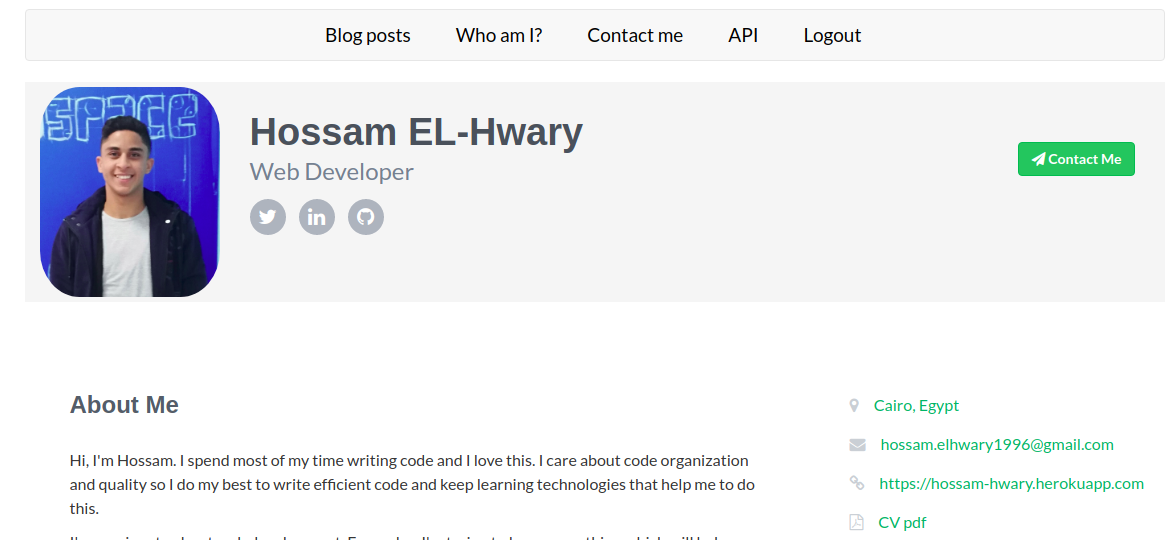 Blog posts Who am I? Contact me API Logout
SPACE
Hossam EL-Hwary
Web Developer
Contact Me
About Me
Hi, I'm Hossam. I spend most of my time writing code and I love this. I care about code organization
and quality so I do my best to write efficient code and keep learning technologies that help me to do
this.
Cairo, Egypt
hossam.elhwary1996@gmail.com
https://hossam-hwary.herokuapp.com
CV pdf